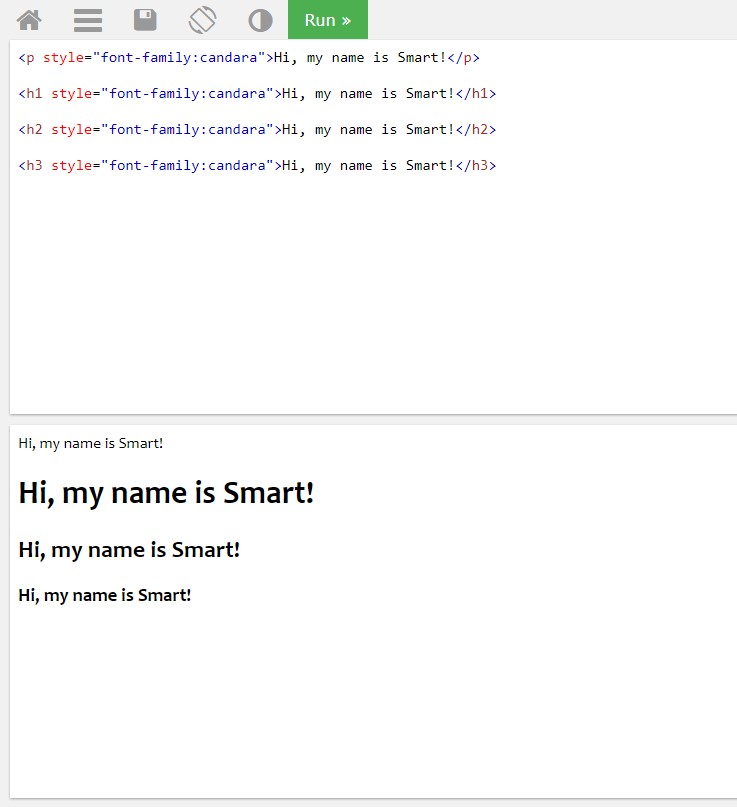 Run »
<p style="font-family:candara">Hi, my name is Smart!</p>
<h1 style="font-family:candara">Hi, my name is Smart!</h1>
<h2 style="font-family:candara">Hi, my name is Smart!</h2>
<h3 style="font-family:candara">Hi, my name is Smart!</h3>
Hi, my name is Smart!
Hi, my name is Smart!
Hi, my name is Smart!
Hi, my name is Smart!